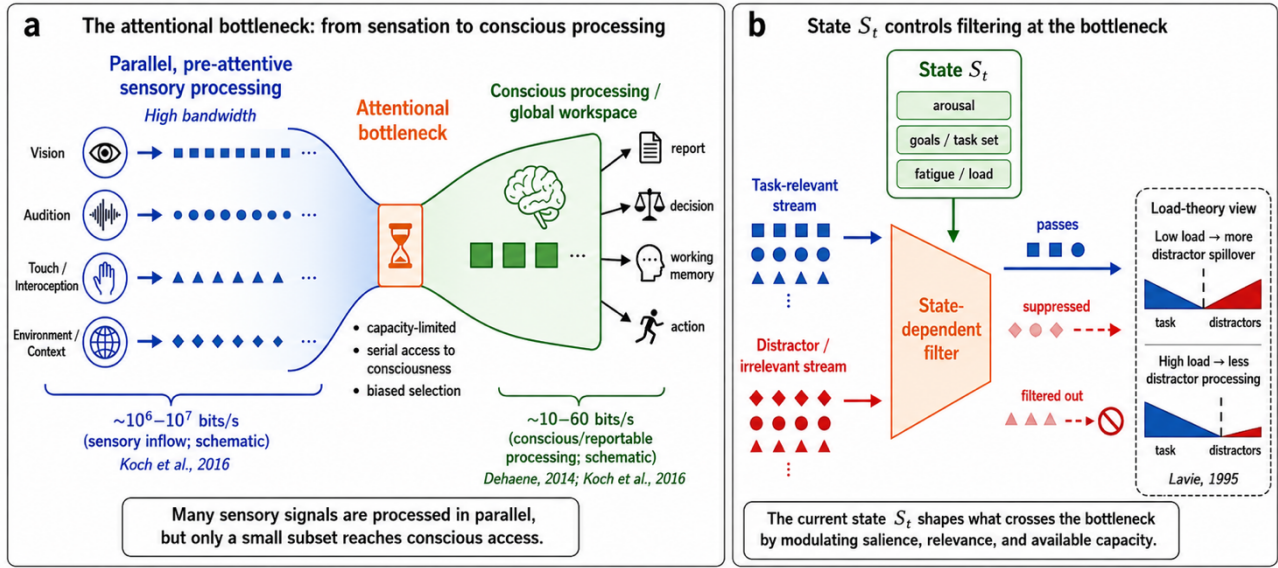 a
The attentional bottleneck: from sensation to conscious processing
Parallel, pre-attentive
sensory processing
High bandwidth
Vision
...
Audition
...
Touch /
Interoception
...
Environment /
Context
...
~10⁶–10⁷ bits/s
(sensory inflow; schematic)
Koch et al., 2016
Attentional
bottleneck
• capacity-limited
• serial access to
consciousness
• biased selection
Conscious processing /
global workspace
...
report
decision
working
memory
action
~10–60 bits/s
(conscious/reportable
processing; schematic)
Dehaene, 2014; Koch et al., 2016
Many sensory signals are processed in parallel,
but only a small subset reaches conscious access.
b
State Sₜ controls filtering at the bottleneck
State Sₜ
arousal
goals / task set
fatigue / load
Task-relevant
stream
⋮
Distractor /
irrelevant stream
⋮
State-
dependent
filter
passes
suppressed
filtered out
Load-theory view
Low load → more
distractor spillover
task distractors
High load → less
distractor processing
task distractors
Lavie, 1995
The current state Sₜ shapes what crosses the bottleneck
by modulating salience, relevance, and available capacity.